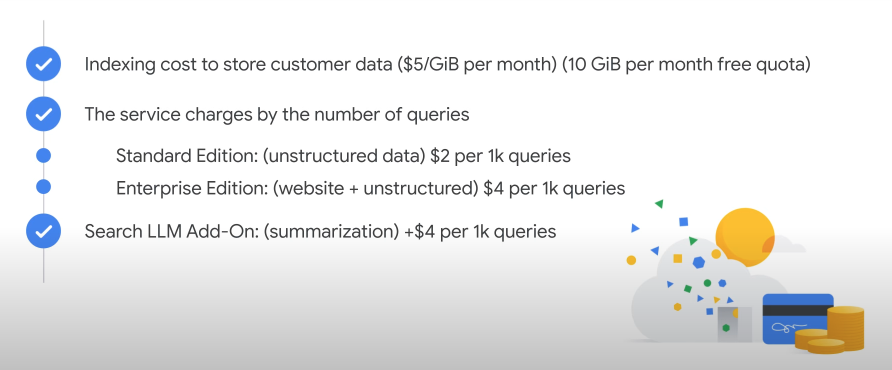 Indexing cost to store customer data ($5/GiB per month) (10 GiB per month free quota)
The service charges by the number of queries
Standard Edition: (unstructured data) $2 per 1k queries
Enterprise Edition: (website + unstructured) $4 per 1k queries
Search LLM Add-On: (summarization) +$4 per 1k queries